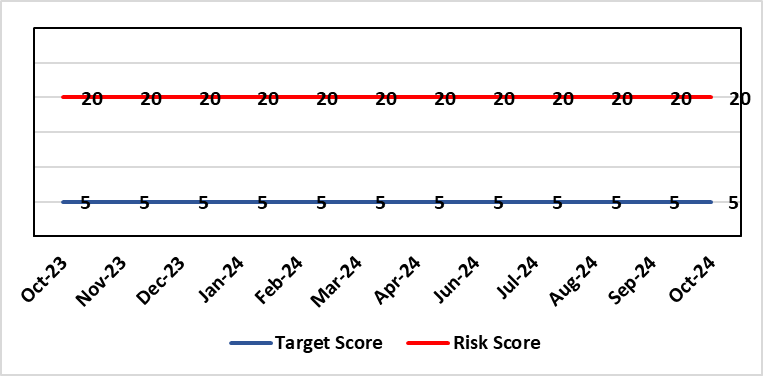 20 20 20 20 20 20 20 20 20 20 20 20
5 5 5 5 5 5 5 5 5 5 5 5
Oct-23 Nov-23 Dec-23 Jan-24 Feb-24 Mar-24 Apr-24 Jun-24 Jul-24 Aug-24 Sep-24 Oct-24
Target Score Risk Score